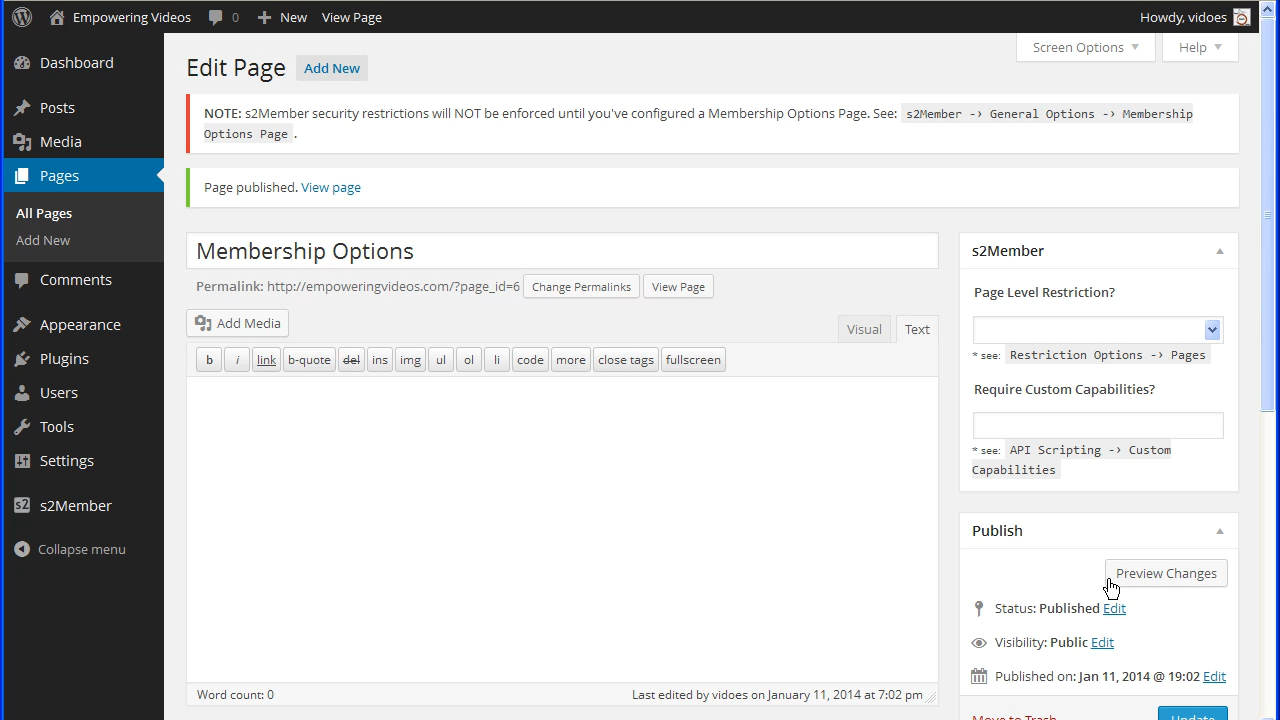 Empowering Videos 0 New View Page Howdy, vidoes
Dashboard
Posts
Media
Pages
All Pages
Add New
Comments
Appearance
Plugins
Users
Tools
Settings
s2 s2Member
Collapse menu
Screen Options Help
Edit Page Add New
NOTE: s2Member security restrictions will NOT be enforced until you've configured a Membership Options Page. See: s2Member -> General Options -> Membership
Options Page .
Page published. View page
Membership Options
Permalink: http://empoweringvideos.com/?page_id=6 Change Permalinks View Page
Add Media
Visual Text
b i link b-quote del ins img ul ol li code more close tags fullscreen
Word count: 0 Last edited by vidoes on January 11, 2014 at 7:02 pm
s2Member
Page Level Restriction?
* see: Restriction Options -> Pages
Require Custom Capabilities?
* see: API Scripting -> Custom
Capabilities
Publish
Preview Changes
Status: Published Edit
Visibility: Public Edit
Published on: Jan 11, 2014 @ 19:02 Edit
Move to Trash Update